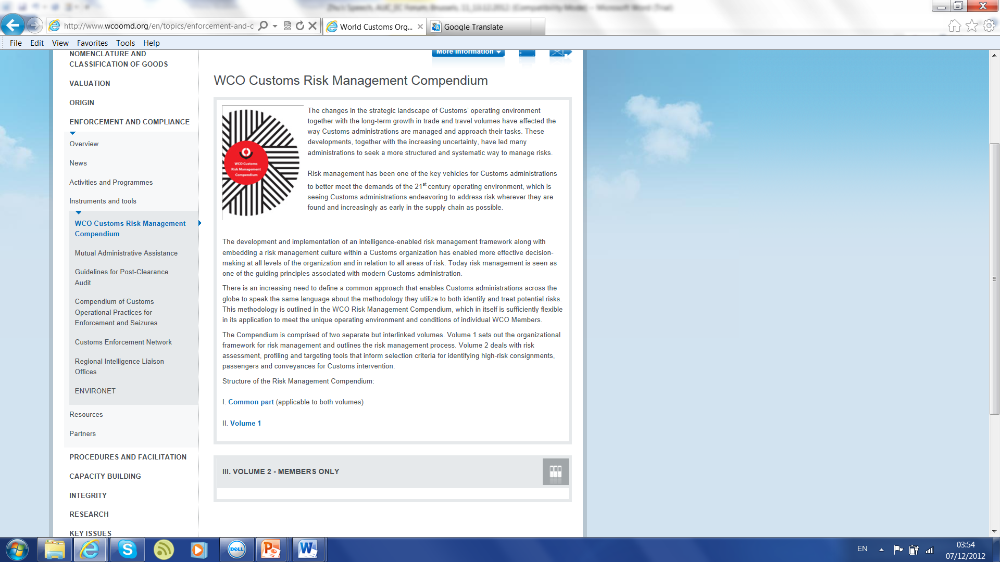 Zhu's Speech, AUC_EC Forum, Brussels, 11_13.12.2012 [Compatibility Mode] - Microsoft Word (Trial)
http://www.wcoomd.org/en/topics/enforcement-and-c
World Customs Org...
Google Translate
File Edit View Favorites Tools Help
NOMENCLATURE AND
CLASSIFICATION OF GOODS
VALUATION
ORIGIN
ENFORCEMENT AND COMPLIANCE
Overview
News
Activities and Programmes
Instruments and tools
WCO Customs Risk Management
Compendium
Mutual Administrative Assistance
Guidelines for Post-Clearance
Audit
Compendium of Customs
Operational Practices for
Enforcement and Seizures
Customs Enforcement Network
Regional Intelligence Liaison
Offices
ENVIRONET
Resources
Partners
PROCEDURES AND FACILITATION
CAPACITY BUILDING
INTEGRITY
RESEARCH
KEY ISSUES
More information
WCO Customs Risk Management Compendium
WCO Customs
Risk Management
Compendium
The changes in the strategic landscape of Customs' operating environment
together with the long-term growth in trade and travel volumes have affected the
way Customs administrations are managed and approach their tasks. These
developments, together with the increasing uncertainty, have led many
administrations to seek a more structured and systematic way to manage risks.
Risk management has been one of the key vehicles for Customs administrations
to better meet the demands of the 21st century operating environment, which is
seeing Customs administrations endeavoring to address risk wherever they are
found and increasingly as early in the supply chain as possible.
The development and implementation of an intelligence-enabled risk management framework along with
embedding a risk management culture within a Customs organization has enabled more effective decision-
making at all levels of the organization and in relation to all areas of risk. Today risk management is seen as
one of the guiding principles associated with modern Customs administration.
There is an increasing need to define a common approach that enables Customs administrations across the
globe to speak the same language about the methodology they utilize to both identify and treat potential risks.
This methodology is outlined in the WCO Risk Management Compendium, which in itself is sufficiently flexible
in its application to meet the unique operating environment and conditions of individual WCO Members.
The Compendium is comprised of two separate but interlinked volumes. Volume 1 sets out the organizational
framework for risk management and outlines the risk management process. Volume 2 deals with risk
assessment, profiling and targeting tools that inform selection criteria for identifying high-risk consignments,
passengers and conveyances for Customs intervention.
Structure of the Risk Management Compendium:
I. Common part (applicable to both volumes)
II. Volume 1
III. VOLUME 2 - MEMBERS ONLY
DELL
EN
03:54
07/12/2012